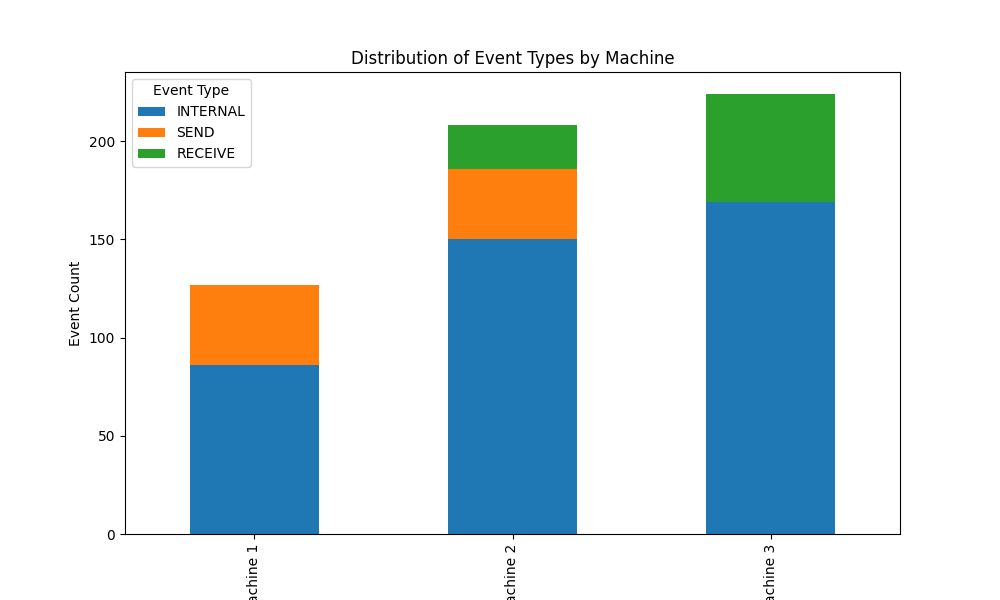 Distribution of Event Types by Machine
Event Type
INTERNAL
SEND
RECEIVE
Event Count
200
150
100
50
0
achine 1
achine 2
achine 3